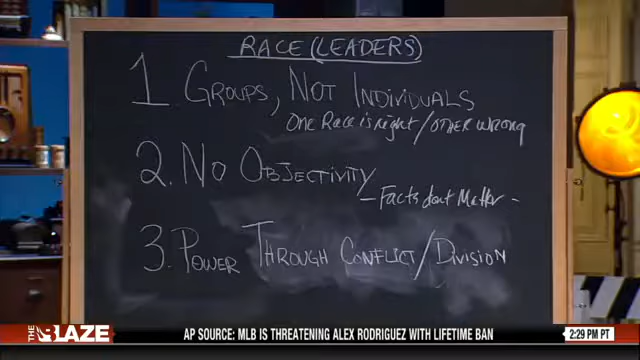 RACE (LEADERS)
1 GROUPS, NOT INDIVIDUALS
ONE RACE is right / OTHER WRONG
2. NO OBJECTIVITY
- Facts dont Matter -
3. POWER THROUGH CONFLICT/DIVISION
THE BLAZE
AP SOURCE: MLB IS THREATENING ALEX RODRIGUEZ WITH LIFETIME BAN
2:29 PM PT